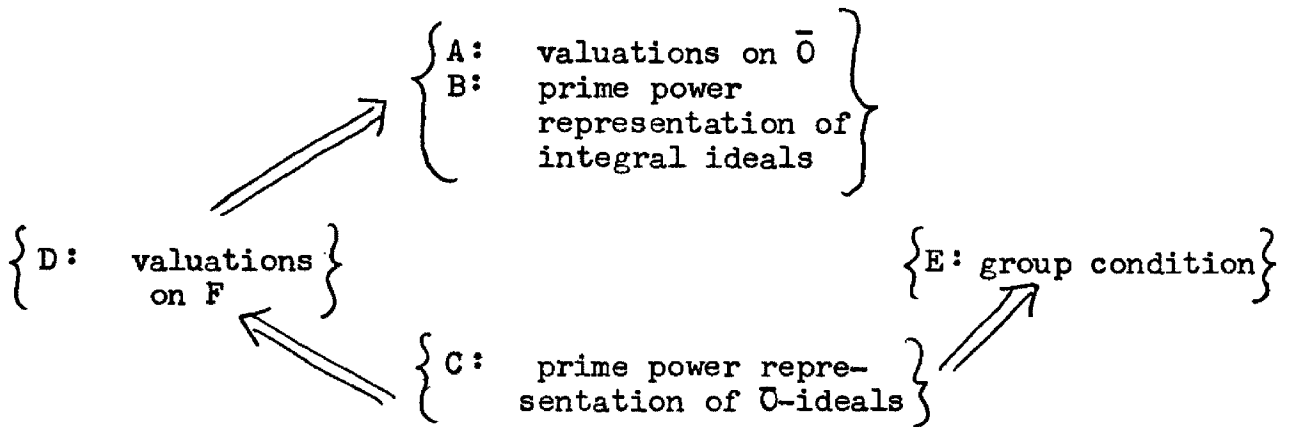 A: valuations on Ō
B: prime power
representation of
integral ideals
D: valuations
on F
E: group condition
C: prime power repre-
sentation of Ō-ideals